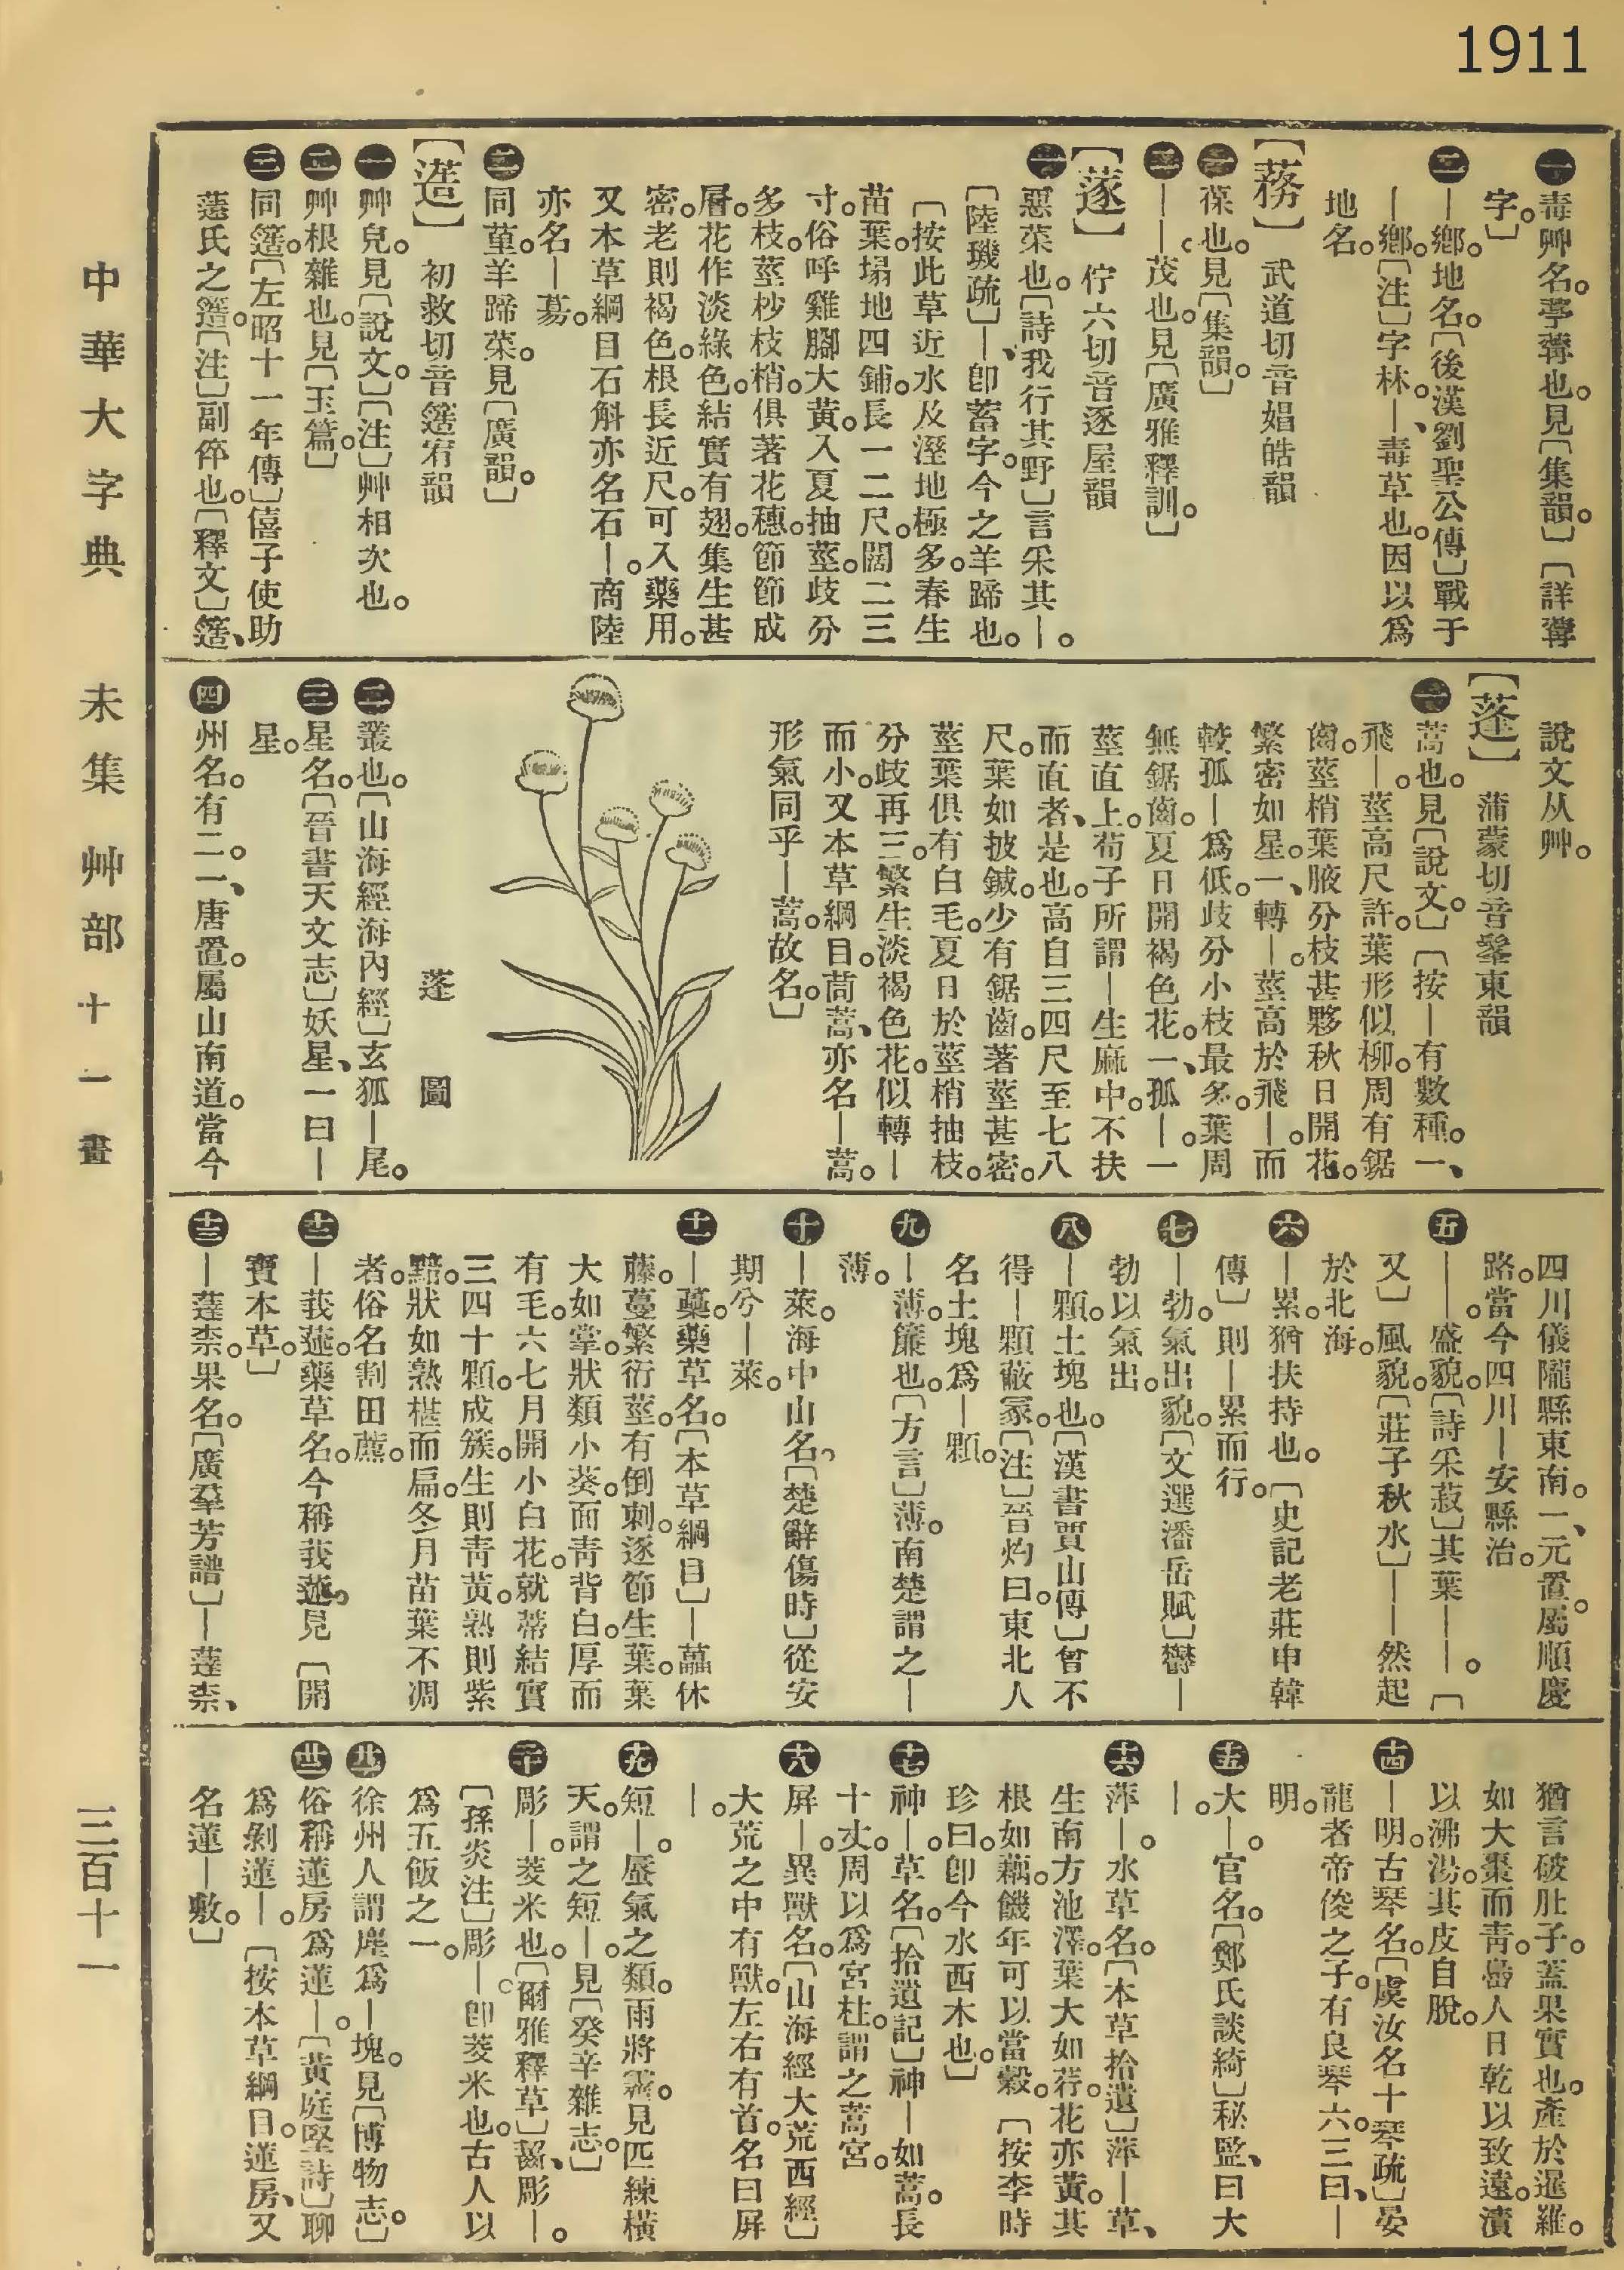 1911
㊀毒艸名。葶藶也。見〔集韻。〕〔詳
字。〕
㊁—鄉。地名。〔後漢劉聖公傳〕戰于
—鄉。〔注〕字林。—、毒草也。因以爲
地名。
【蓩】 武道切音娼皓韻
㊀葆也。見〔集韻。〕
㊁——。茂也。見〔廣雅釋訓。〕
【蓫】 佇六切音逐屋韻
㊀惡菜也。〔詩我行其野〕言采其—。
〔陸璣疏〕—、卽蓄字。今之羊蹄也。
〔按此草近水及溼地極多。春生
苗葉。塌地四鋪。長一二尺。闊二三
寸。俗呼雞腳大黃。入夏抽莖。歧分
多枝。莖杪枝梢。俱著花穗。節節成
層。花作淡綠色。結實有翅。集生甚
密。老則褐色。根長近尺。可入藥用。
又本草綱目石斛亦名石—。商陸
亦名—募。
㊁同菫。羊蹄菜。見〔廣韻。〕
【蓵】 初救切音簉宥韻
㊀艸皃。見〔說文。〕〔注〕艸相次也。
㊁艸根雜也。見〔玉篇。〕
㊂同簉。〔左昭十一年傳〕僖子使助
薳氏之簉。〔注〕副倅也。〔釋文〕簉、
說文从艸。
【蓬】 蒲蒙切音髼東韻
㊀蒿也。見〔說文。〕〔按—有數種。一、
飛—。莖高尺許。葉形似柳。周有鋸
齒。莖梢葉腋分枝甚夥秋日開花。
繁密如星。一、轉—。莖高於飛—。而
較孤—爲低。歧分小枝最多。葉周
無鋸齒。夏日開褐色花。一、孤—。一
莖直上。荀子所謂—生麻中。不扶
而直者、是也。高自三四尺至七八
尺。葉如披鍼。少有鋸齒。著莖甚密。
莖葉俱有白毛。夏日於莖梢抽枝。
分歧再三。繁生淡褐色花。似轉—
而小。又本草綱目。茼蒿、亦名—蒿。
形氣同乎—蒿。故名。〕
蓬 圖
㊁叢也。〔山海經海內經〕玄狐—尾。
㊂星名。〔晉書天文志〕妖星、一曰—
星。
㊃州名。有二。一、唐置。屬山南道。當今
四川儀隴縣東南。一、元置。屬順慶
路。當今四川—安縣治。
㊄——。盛貌。〔詩采菽〕其葉——。〔
又〕風貌。〔莊子秋水〕——然起
於北海。
㊅—累。猶扶持也。〔史記老莊申韓
傳〕則—累而行。
㊆—勃。氣出貌。〔文選潘岳賦〕鬱—
勃以氣出。
㊇—顆。土塊也。〔漢書賈山傳〕曾不
得—顆蔽冢。〔注〕晉灼曰。東北人
名土塊爲—顆。
㊈—薄。簾也。〔方言〕薄。南楚謂之—
薄。
㊉—萊。海中山名。〔楚辭傷時〕從安
期兮—萊。
十一—虆。藥草名。〔本草綱目〕—虆休
藤。蔓繁衍莖。有倒刺。逐節生葉。葉
大如掌。狀類小葵。面靑背白。厚而
有毛。六七月開小白花。就蒂結實
三四十顆。成簇。生則靑黃。熟則紫
黯。狀如熟椹而扁。冬月苗葉不凋
者。俗名割田藨。
十二—莪茂。藥草名。今稱莪蒁。見〔開
寶本草。〕
十三—蓬柰。果名。〔廣羣芳譜〕—蓬柰、
猶言破肚子。蓋果實也。產於暹羅。
如大棗而靑。嶴人日乾以致遠。漬
以沸湯。其皮自脫。
十四—明。古琴名。〔虞汝名十琴疏〕晏
龍者帝俊之子。有良琴六。三曰、—
明。
十五大—。官名。〔鄭氏談綺〕秘監、曰大
—。
十六萍—。水草名。〔本草拾遺〕萍—草、
生南方池澤。葉大如荇。花亦黃。其
根如藕。饑年可以當穀。〔按李時
珍曰。卽今水西木也。〕
十七神—。草名。〔拾遺記〕神—如蒿。長
十丈。周以爲宮柱。謂之蒿宮。
十八屏—。異獸名。〔山海經大荒西經〕
大荒之中有獸。左右有首。名曰屏
—。
十九短—。蜃氣之類。雨將霽。見匹練橫
天。謂之短—。見〔癸辛雜志。〕
二十彫—。菱米也。〔爾雅釋草〕齧、彫—。
〔孫炎注〕彫—卽菱米也。古人以
爲五飯之一。
廿一徐州人謂塵爲—塊。見〔博物志。〕
廿二俗稱蓮房爲蓮—。〔黃庭堅詩〕聊
爲剝蓮—。〔按本草綱目。蓮房、又
名蓮—敷。〕
中華大字典 未集 艸部 十一畫 三百十一